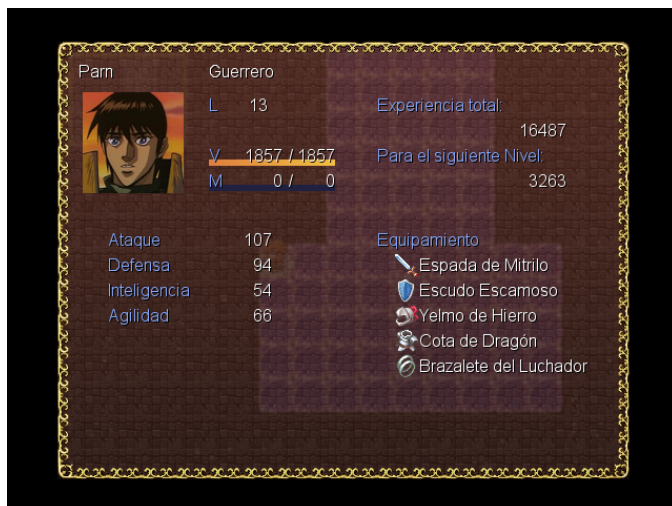 Parn Guerrero
L 13 Experiencia total:
16487
V 1857 / 1857 Para el siguiente Nivel:
M 0 / 0 3263
Ataque 107 Equipamiento
Defensa 94 Espada de Mitrilo
Inteligencia 54 Escudo Escamoso
Agilidad 66 Yelmo de Hierro
Cota de Dragón
Brazalete del Luchador